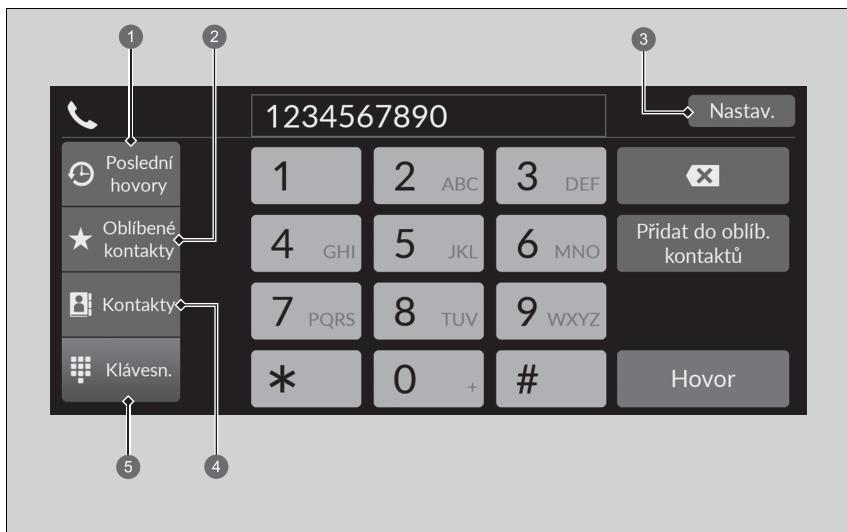 1
2
3
1234567890
Nastav.
Poslední
hovory
1
2 ABC
3 DEF
Oblíbené
kontakty
4 GHI
5 JKL
6 MNO
Přidat do oblíb.
kontaktů
Kontakty
7 PQRS
8 TUV
9 WXYZ
Klávesn.
*
0 +
#
Hovor
5
4